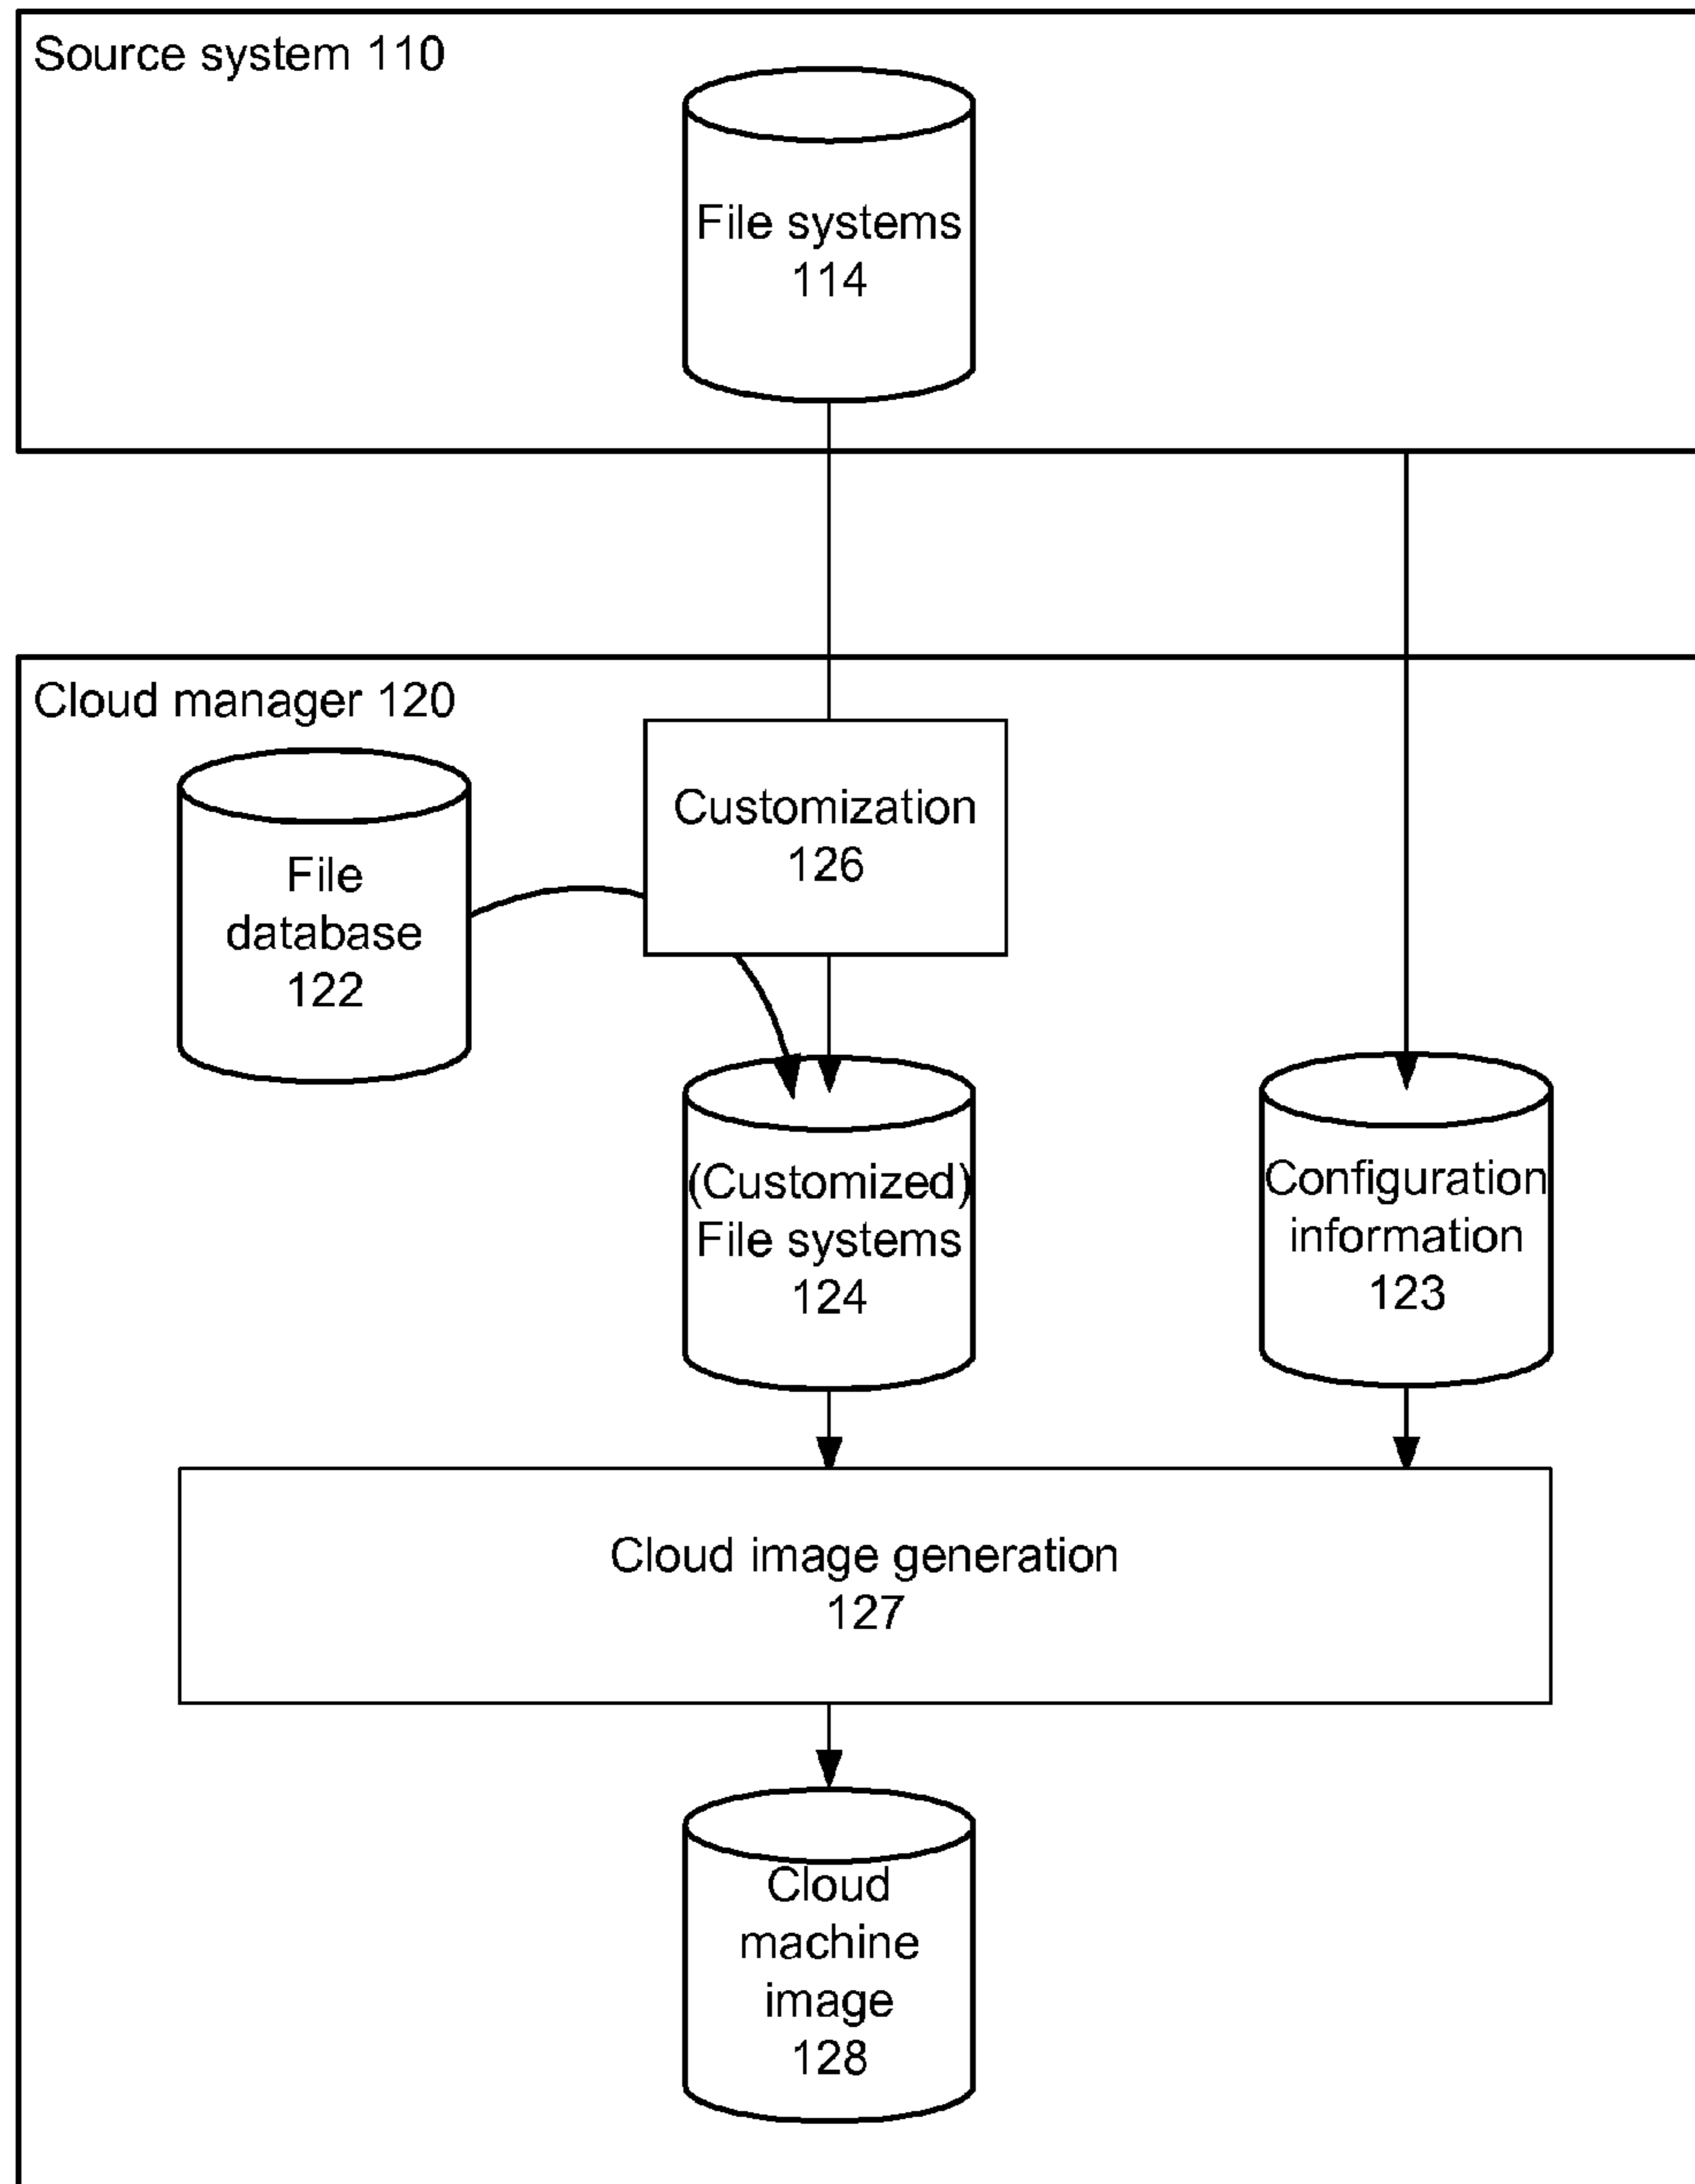 Source system 110
File systems
114
Cloud manager 120
Customization
126
File
database
122
(Customized)
File systems
124
Configuration
information
123
Cloud image generation
127
Cloud
machine
image
128